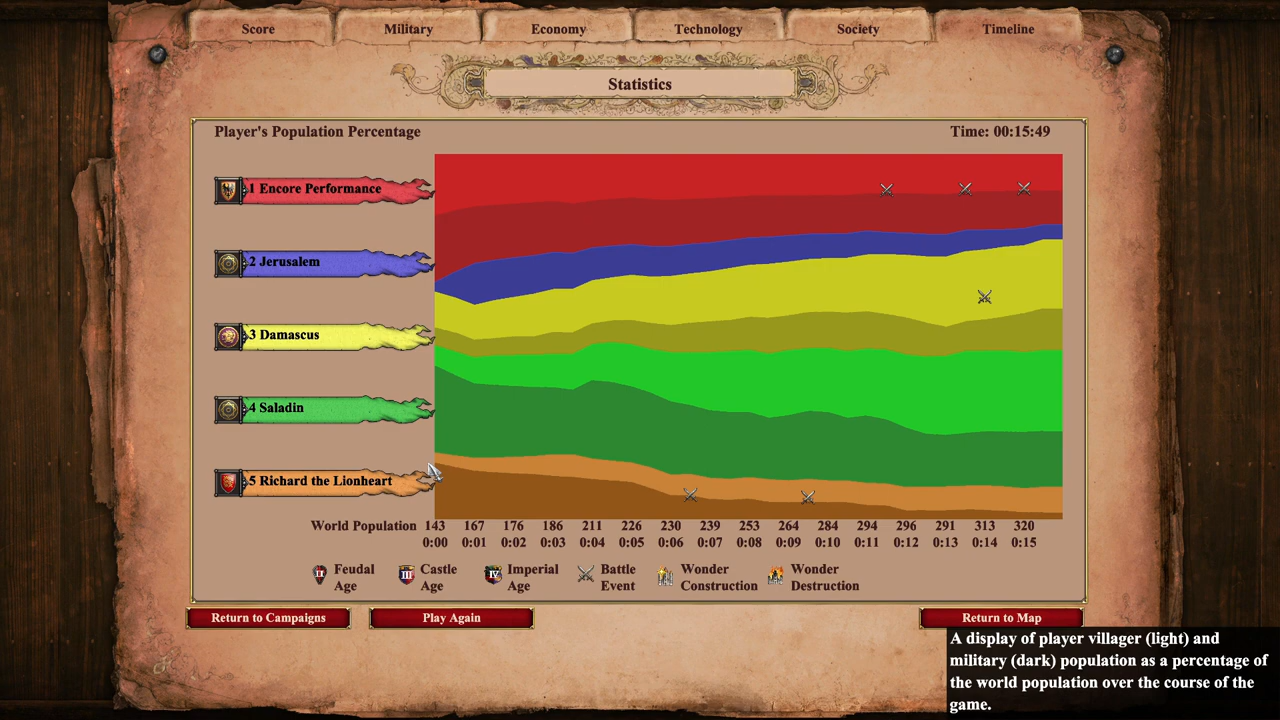 Score Military Economy Technology Society Timeline
Statistics
Player's Population Percentage Time: 00:15:49
1 Encore Performance
2 Jerusalem
3 Damascus
4 Saladin
5 Richard the Lionheart
World Population 143 167 176 186 211 226 230 239 253 264 284 294 296 291 313 320
0:00 0:01 0:02 0:03 0:04 0:05 0:06 0:07 0:08 0:09 0:10 0:11 0:12 0:13 0:14 0:15
II Feudal Age
III Castle Age
IV Imperial Age
Battle Event
Wonder Construction
Wonder Destruction
Return to Campaigns Play Again Return to Map
A display of player villager (light) and
military (dark) population as a percentage of
the world population over the course of the
game.